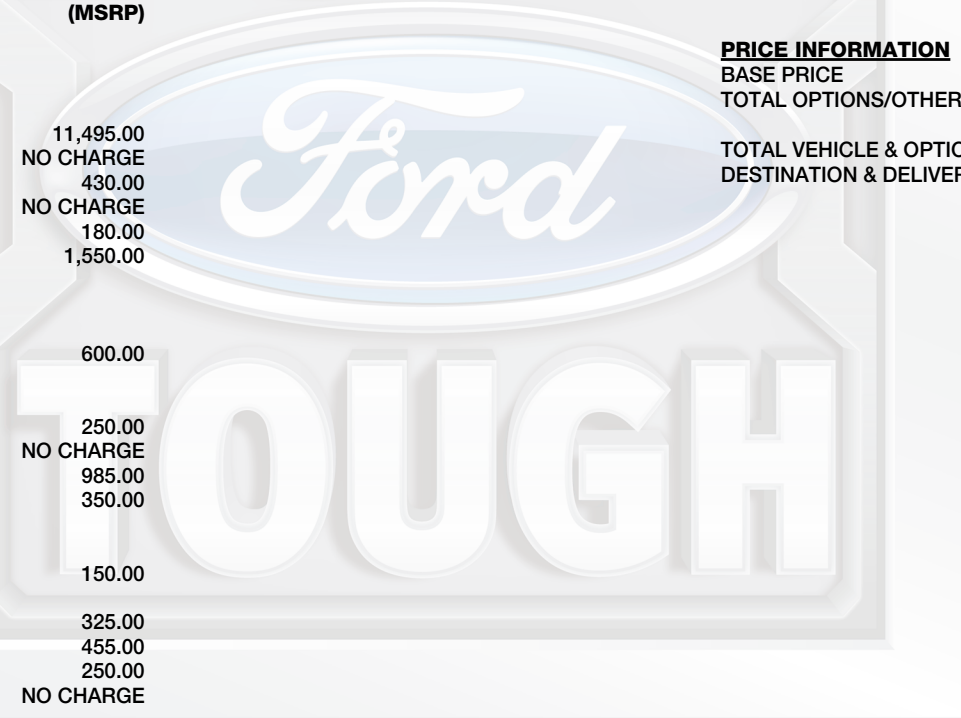 (MSRP)
11,495.00
NO CHARGE
430.00
NO CHARGE
180.00
1,550.00
600.00
250.00
NO CHARGE
985.00
350.00
150.00
325.00
455.00
250.00
NO CHARGE
PRICE INFORMATION
BASE PRICE
TOTAL OPTIONS/OTHER
TOTAL VEHICLE & OPTIO
DESTINATION & DELIVER
Ford
TOUGH